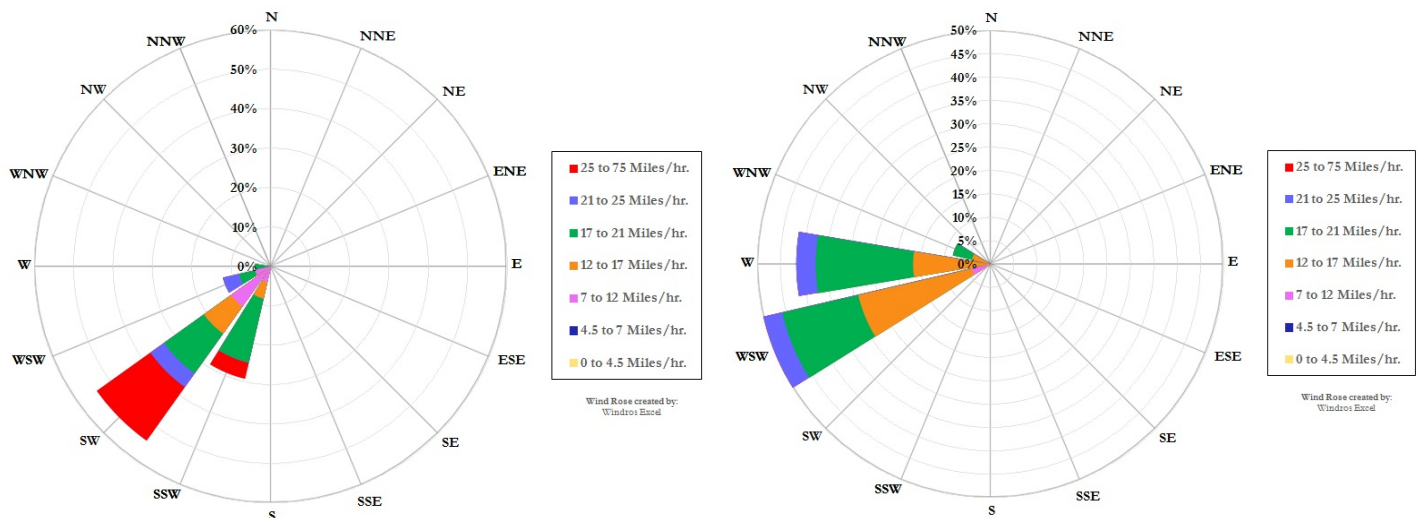 N
NNE
NE
ENE
E
ESE
SE
SSE
S
SSW
SW
WSW
W
WNW
NW
NNW
60%
50%
40%
30%
20%
10%
0%
25 to 75 Miles/hr.
21 to 25 Miles/hr.
17 to 21 Miles/hr.
12 to 17 Miles/hr.
7 to 12 Miles/hr.
4.5 to 7 Miles/hr.
0 to 4.5 Miles/hr.
Wind Rose created by:
Windros Excel
N
NNE
NE
ENE
E
ESE
SE
SSE
S
SSW
SW
WSW
W
WNW
NW
NNW
50%
45%
40%
35%
30%
25%
20%
15%
10%
5%
0%
25 to 75 Miles/hr.
21 to 25 Miles/hr.
17 to 21 Miles/hr.
12 to 17 Miles/hr.
7 to 12 Miles/hr.
4.5 to 7 Miles/hr.
0 to 4.5 Miles/hr.
Wind Rose created by:
Windros Excel